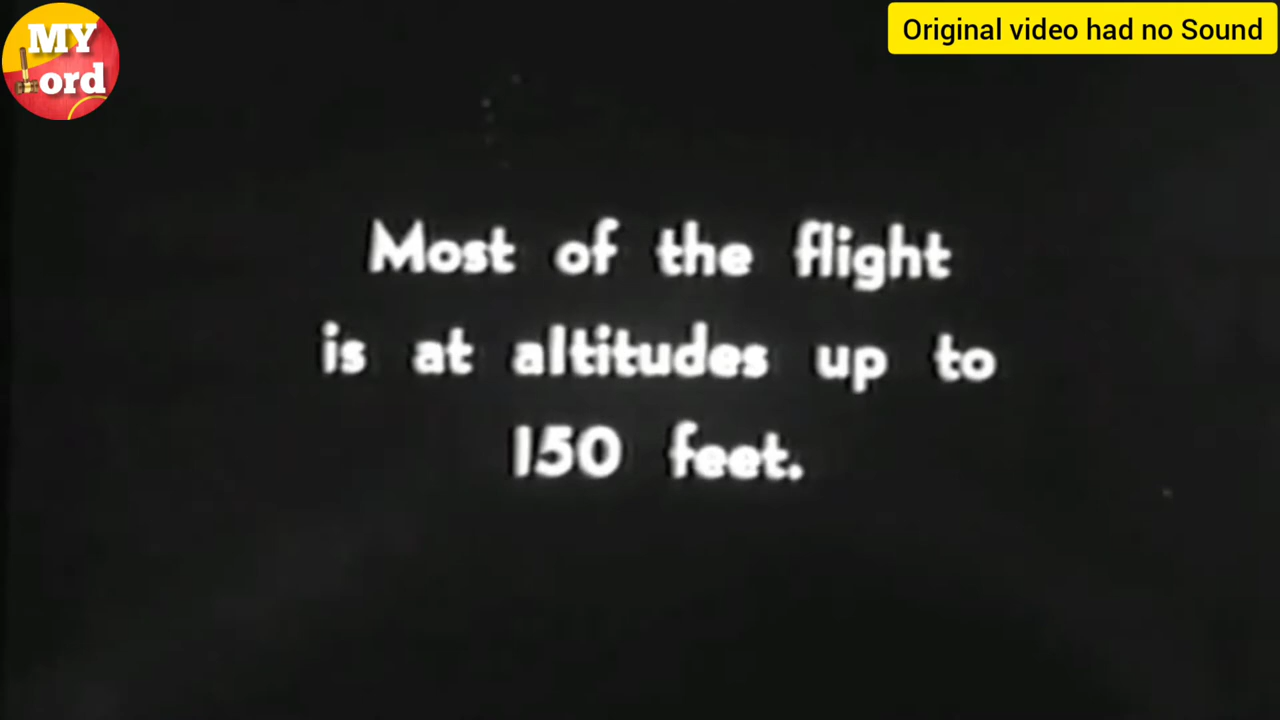 MY
ord
Original video had no Sound
Most of the flight
is at altitudes up to
150 feet.